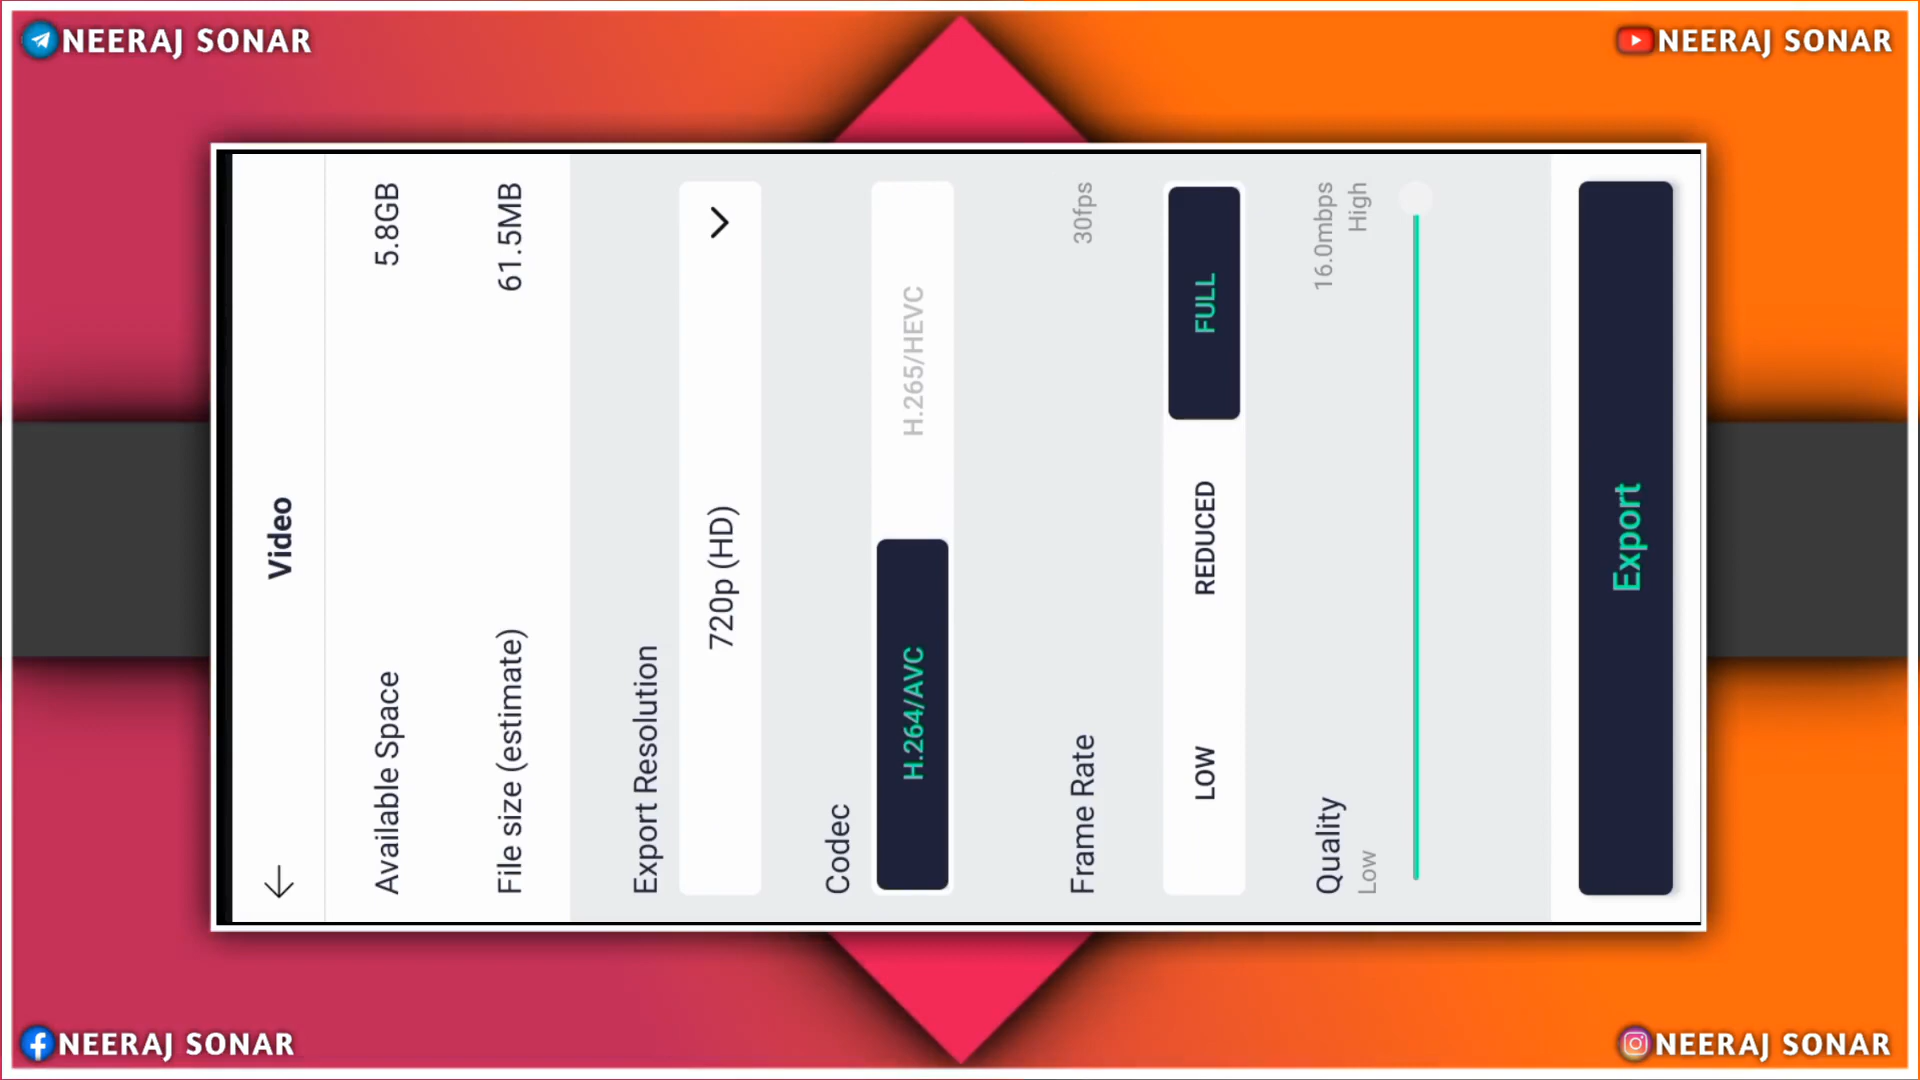 NEERAJ SONAR
NEERAJ SONAR
Video
Available Space 5.8GB
File size (estimate) 61.5MB
Export Resolution
720p (HD)
Codec
H.264/AVC H.265/HEVC
Frame Rate 30fps
LOW REDUCED FULL
Quality 16.0mbps
Low High
Export
NEERAJ SONAR
NEERAJ SONAR